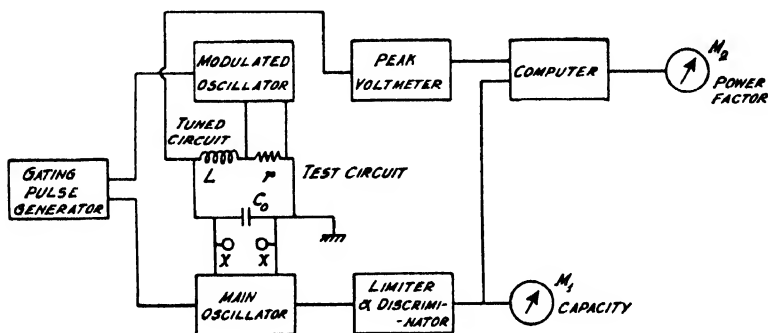 MODULATED
OSCILLATOR
PEAK
VOLTMETER
COMPUTER
M2
POWER
FACTOR
TUNED
CIRCUIT
L
r
TEST CIRCUIT
GATING
PULSE
GENERATOR
C0
X
X
MAIN
OSCILLATOR
LIMITER
& DISCRIMI-
NATOR
M1
CAPACITY